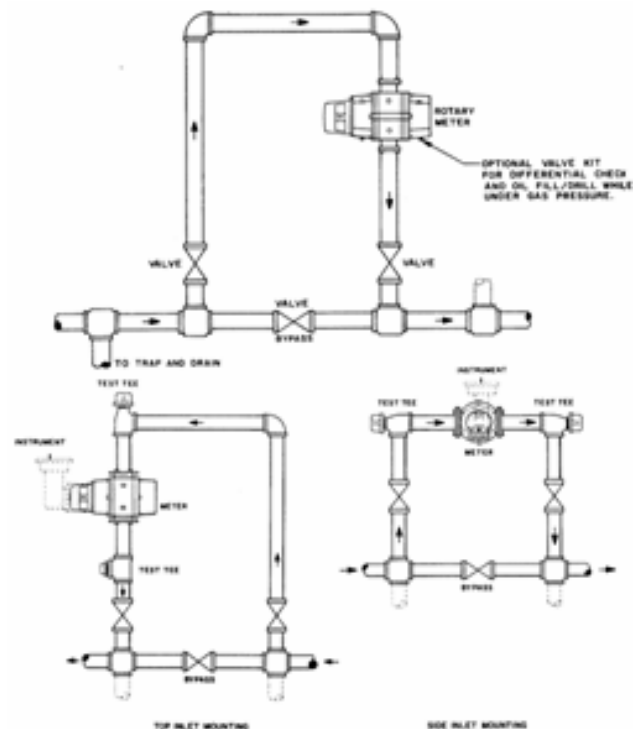 ROTARY
METER
OPTIONAL VALVE KIT
FOR DIFFERENTIAL CHECK
AND OIL FILL/DRILL WHILE
UNDER GAS PRESSURE.
VALVE
VALVE
VALVE
BYPASS
TO TRAP AND DRAIN
TEST TEE
INSTRUMENT
METER
TEST TEE
BYPASS
TOP INLET MOUNTING
INSTRUMENT
TEST TEE
TEST TEE
METER
BYPASS
SIDE INLET MOUNTING